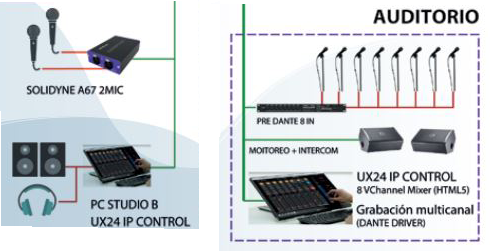 SOLIDYNE A67 2MIC
PC STUDIO B
UX24 IP CONTROL
AUDITORIO
PRE DANTE 8 IN
MOITOREO + INTERCOM
UX24 IP CONTROL
8 VChannel Mixer (HTML5)
Grabación multicanal
(DANTE DRIVER)